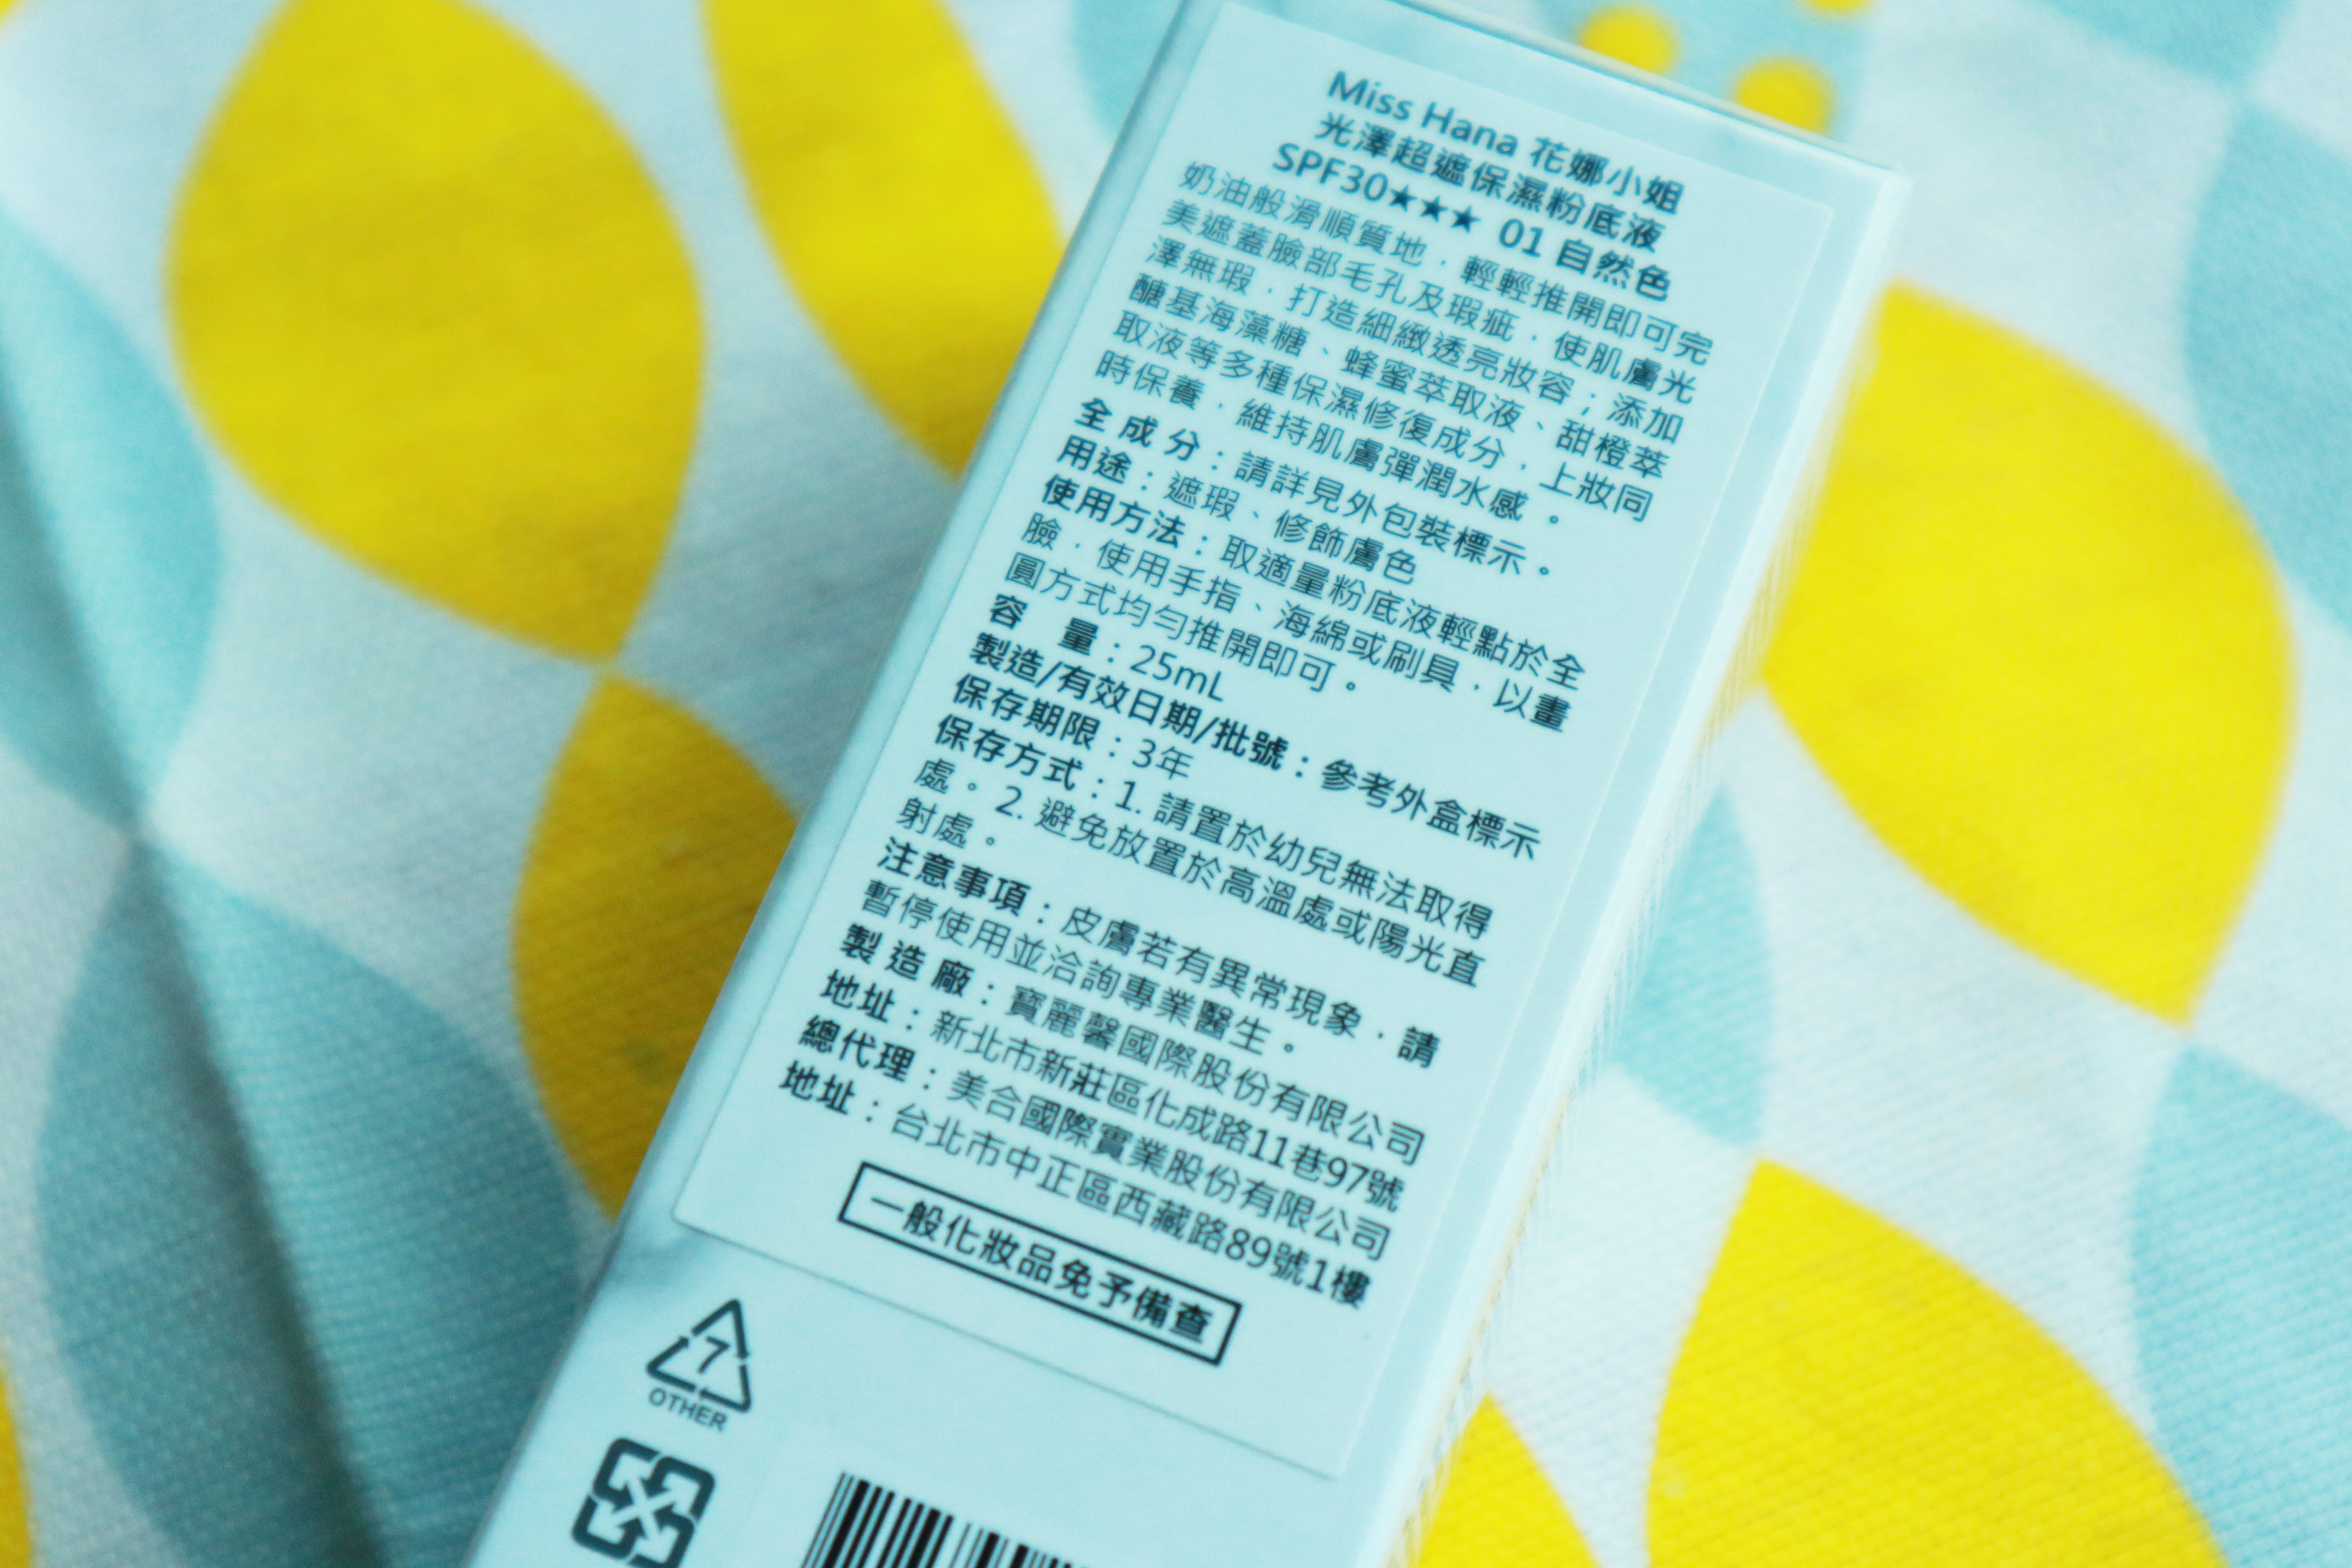 Miss Hana 花娜小姐
光澤超遮保濕粉底液
SPF30★★★ 01 自然色
奶油般滑順質地，輕輕推開即可完
美遮蓋臉部毛孔及瑕疵，使肌膚光
澤無瑕，打造細緻透亮妝容；添加
醣基海藻糖、蜂蜜萃取液、甜橙萃
取液等多種保濕修復成分，上妝同
時保養，維持肌膚彈潤水感。
全成分：請詳見外包裝標示。
用途：遮瑕、修飾膚色
使用方法：取適量粉底液輕點於全
臉，使用手指、海綿或刷具，以畫
圓方式均勻推開即可。
容 量：25mL
製造/有效日期/批號：參考外盒標示
保存期限：3年
保存方式：1. 請置於幼兒無法取得
處。2. 避免放置於高溫處或陽光直
射處。
注意事項：皮膚若有異常現象，請
暫停使用並洽詢專業醫生。
製造廠：寶麗馨國際股份有限公司
地址：新北市新莊區化成路11巷97號
總代理：美合國際實業股份有限公司
地址：台北市中正區西藏路89號1樓
一般化妝品免予備查
7
OTHER